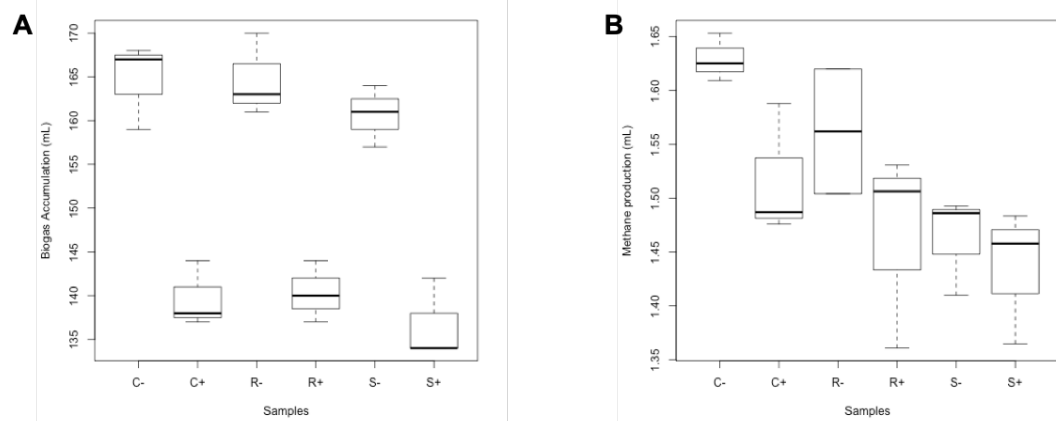 A
Biogas Accumulation (mL)
170
165
160
155
150
145
140
135
C- C+ R- R+ S- S+
Samples
B
Methane production (mL)
1.65
1.60
1.55
1.50
1.45
1.40
1.35
C- C+ R- R+ S- S+
Samples